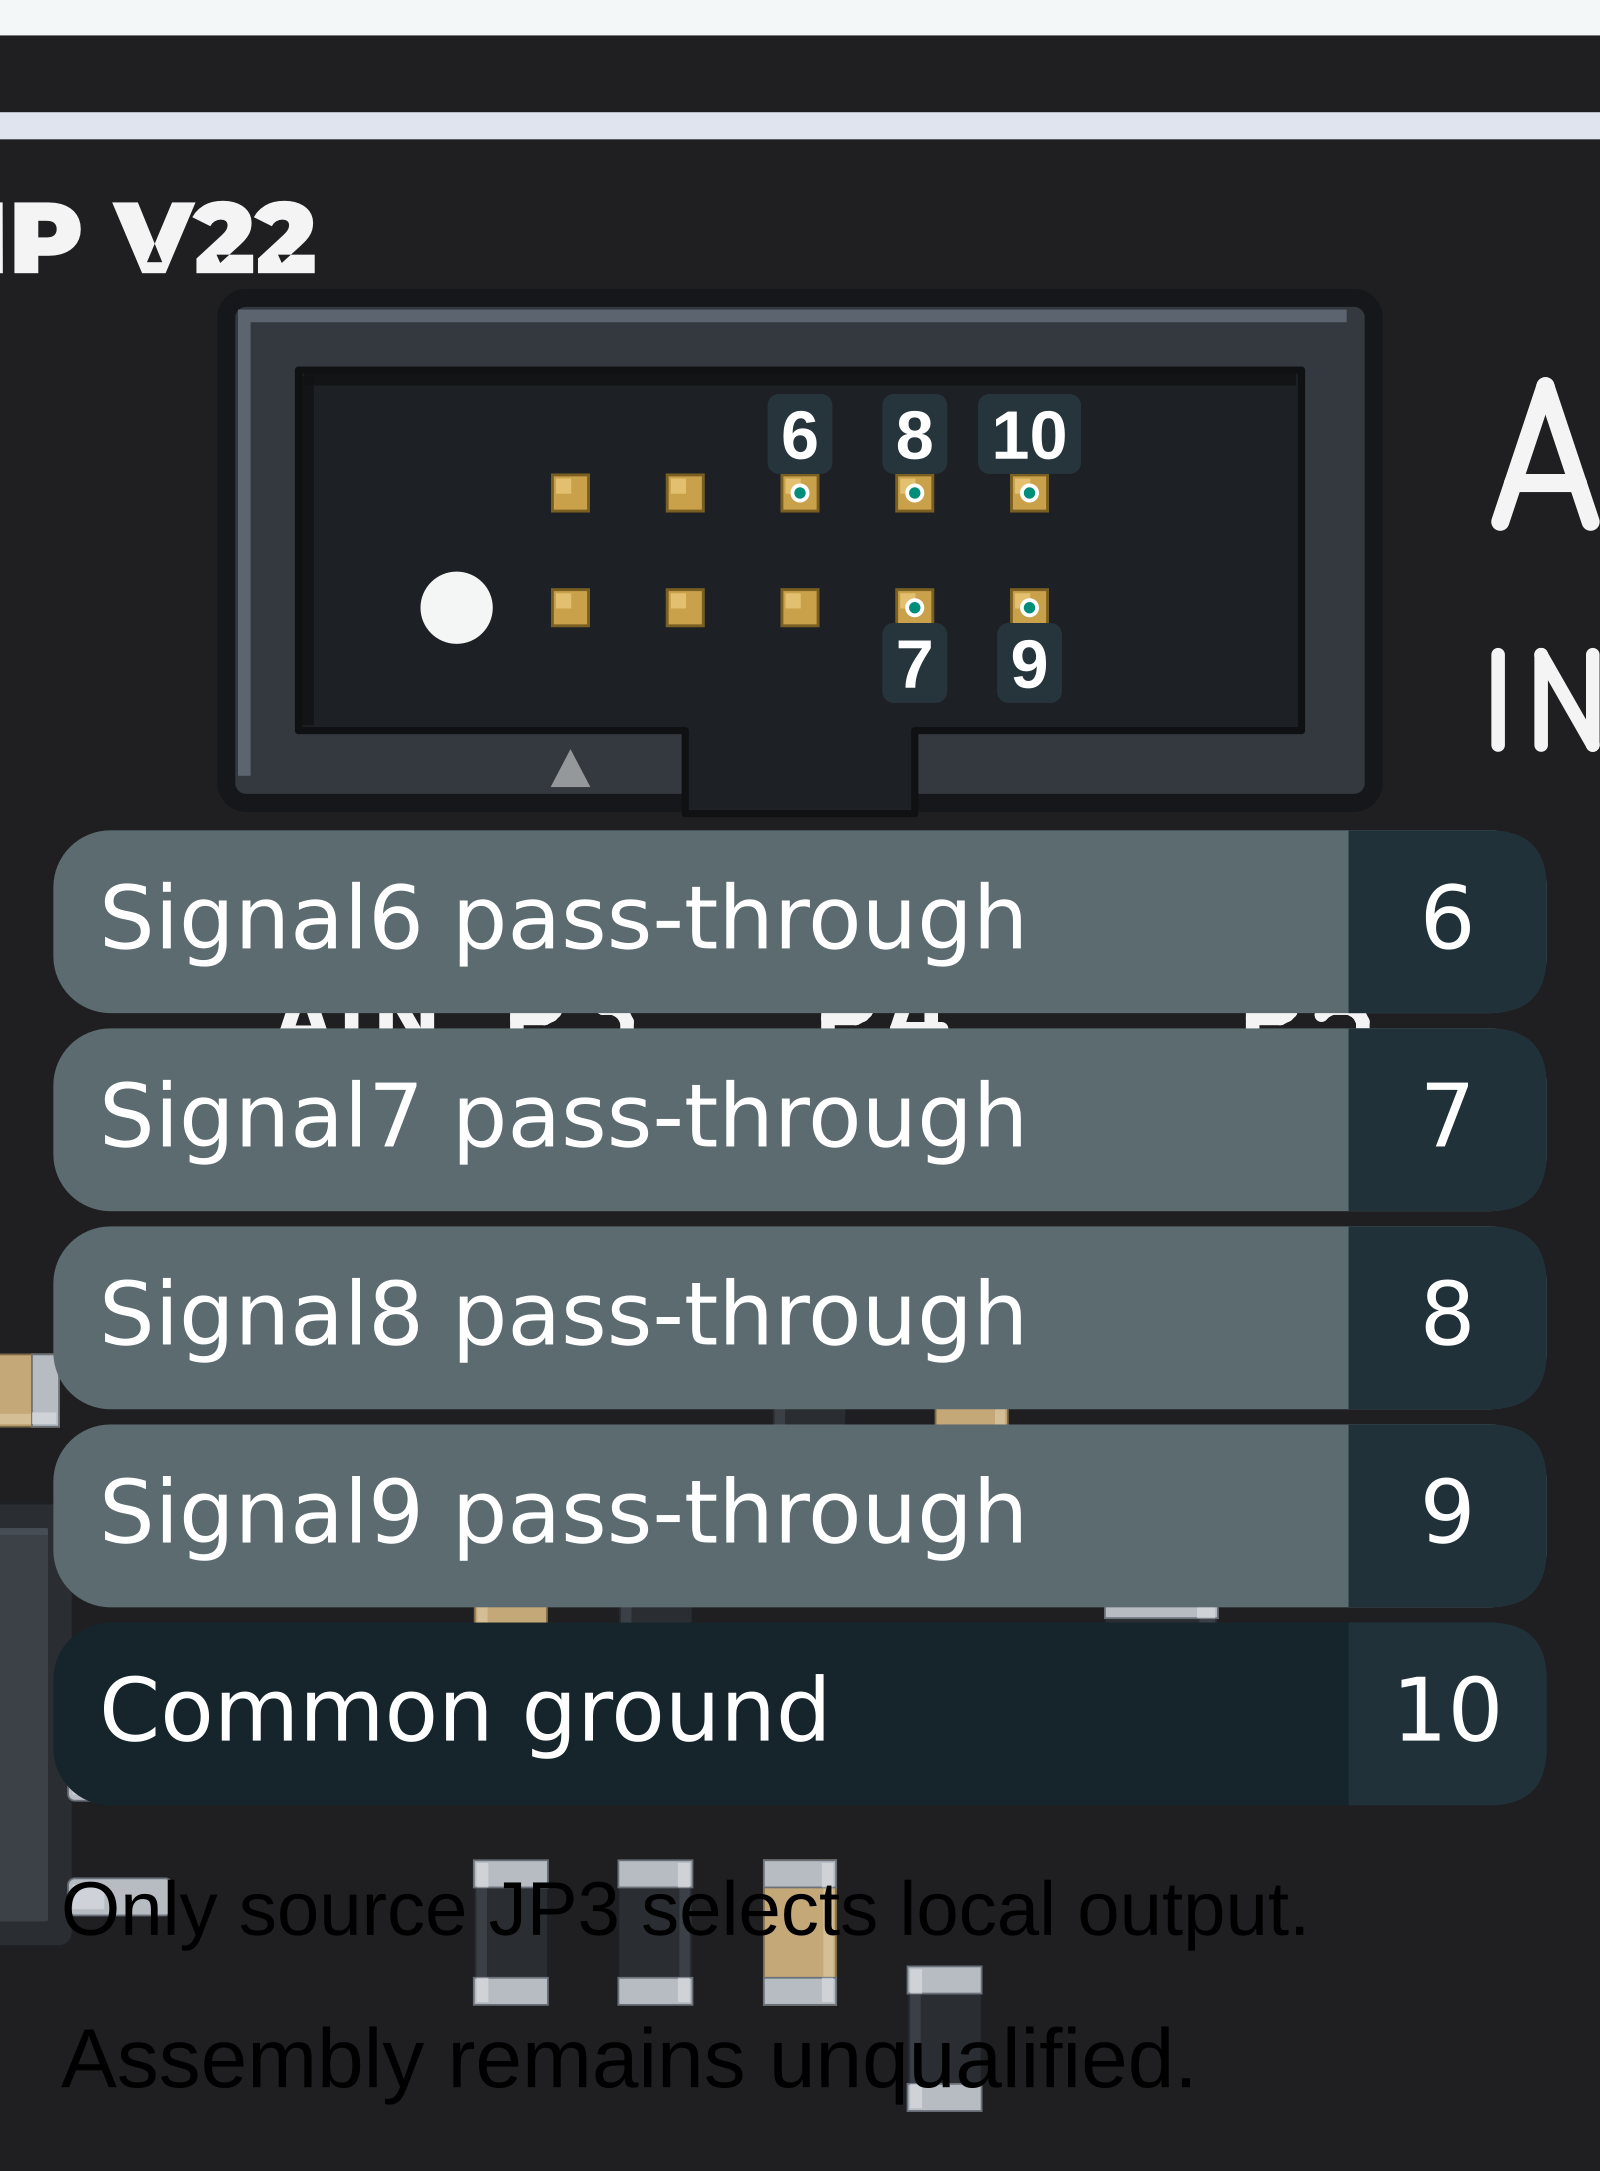 V22
6 8 10
A
7 9
IN
Signal6 pass-through 6
Signal7 pass-through 7
Signal8 pass-through 8
Signal9 pass-through 9
Common ground 10
Only source JP3 selects local output.
Assembly remains unqualified.